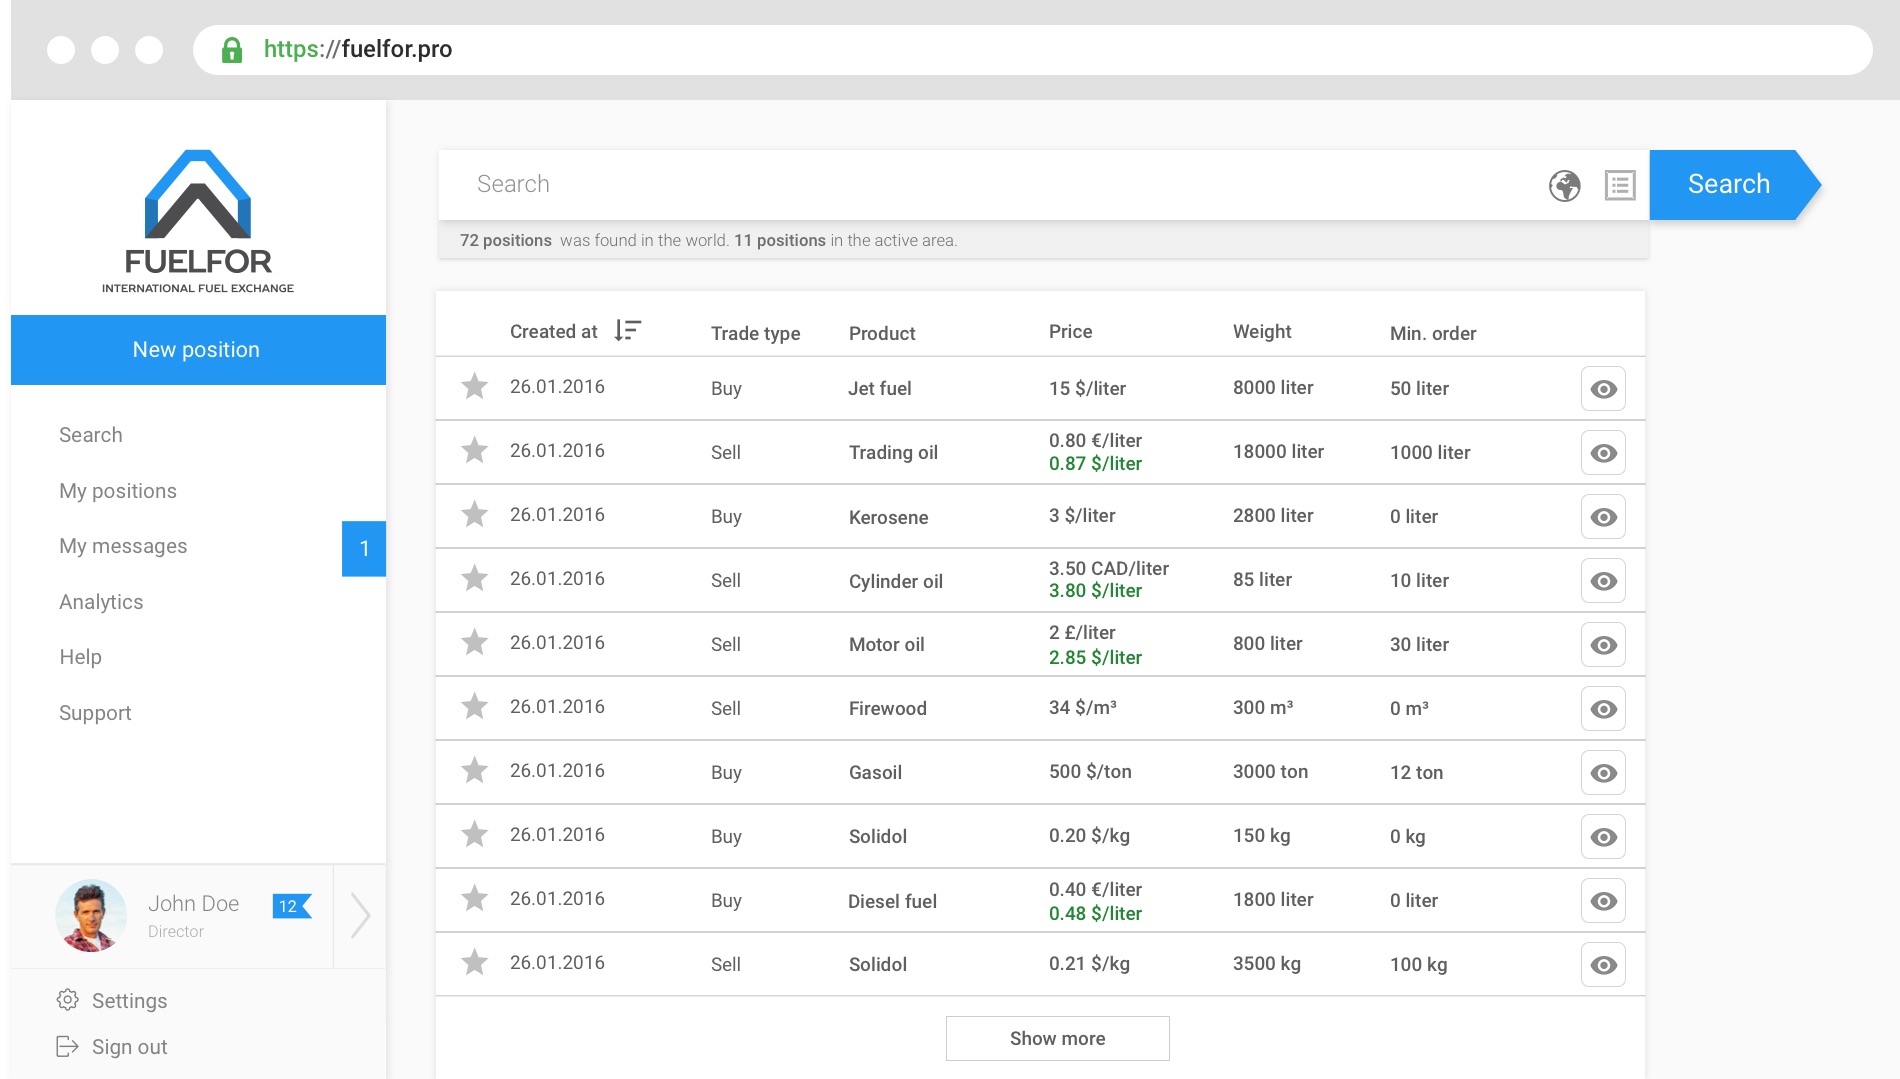 https://fuelfor.pro
FUELFOR
INTERNATIONAL FUEL EXCHANGE
New position
Search
My positions
My messages 1
Analytics
Help
Support
John Doe 12
Director
Settings
Sign out
Search Search
72 positions was found in the world. 11 positions in the active area.
Created at Trade type Product Price Weight Min. order
26.01.2016 Buy Jet fuel 15 $/liter 8000 liter 50 liter
26.01.2016 Sell Trading oil 0.80 €/liter 18000 liter 1000 liter
0.87 $/liter
26.01.2016 Buy Kerosene 3 $/liter 2800 liter 0 liter
26.01.2016 Sell Cylinder oil 3.50 CAD/liter 85 liter 10 liter
3.80 $/liter
26.01.2016 Sell Motor oil 2 £/liter 800 liter 30 liter
2.85 $/liter
26.01.2016 Sell Firewood 34 $/m³ 300 m³ 0 m³
26.01.2016 Buy Gasoil 500 $/ton 3000 ton 12 ton
26.01.2016 Buy Solidol 0.20 $/kg 150 kg 0 kg
26.01.2016 Buy Diesel fuel 0.40 €/liter 1800 liter 0 liter
0.48 $/liter
26.01.2016 Sell Solidol 0.21 $/kg 3500 kg 100 kg
Show more